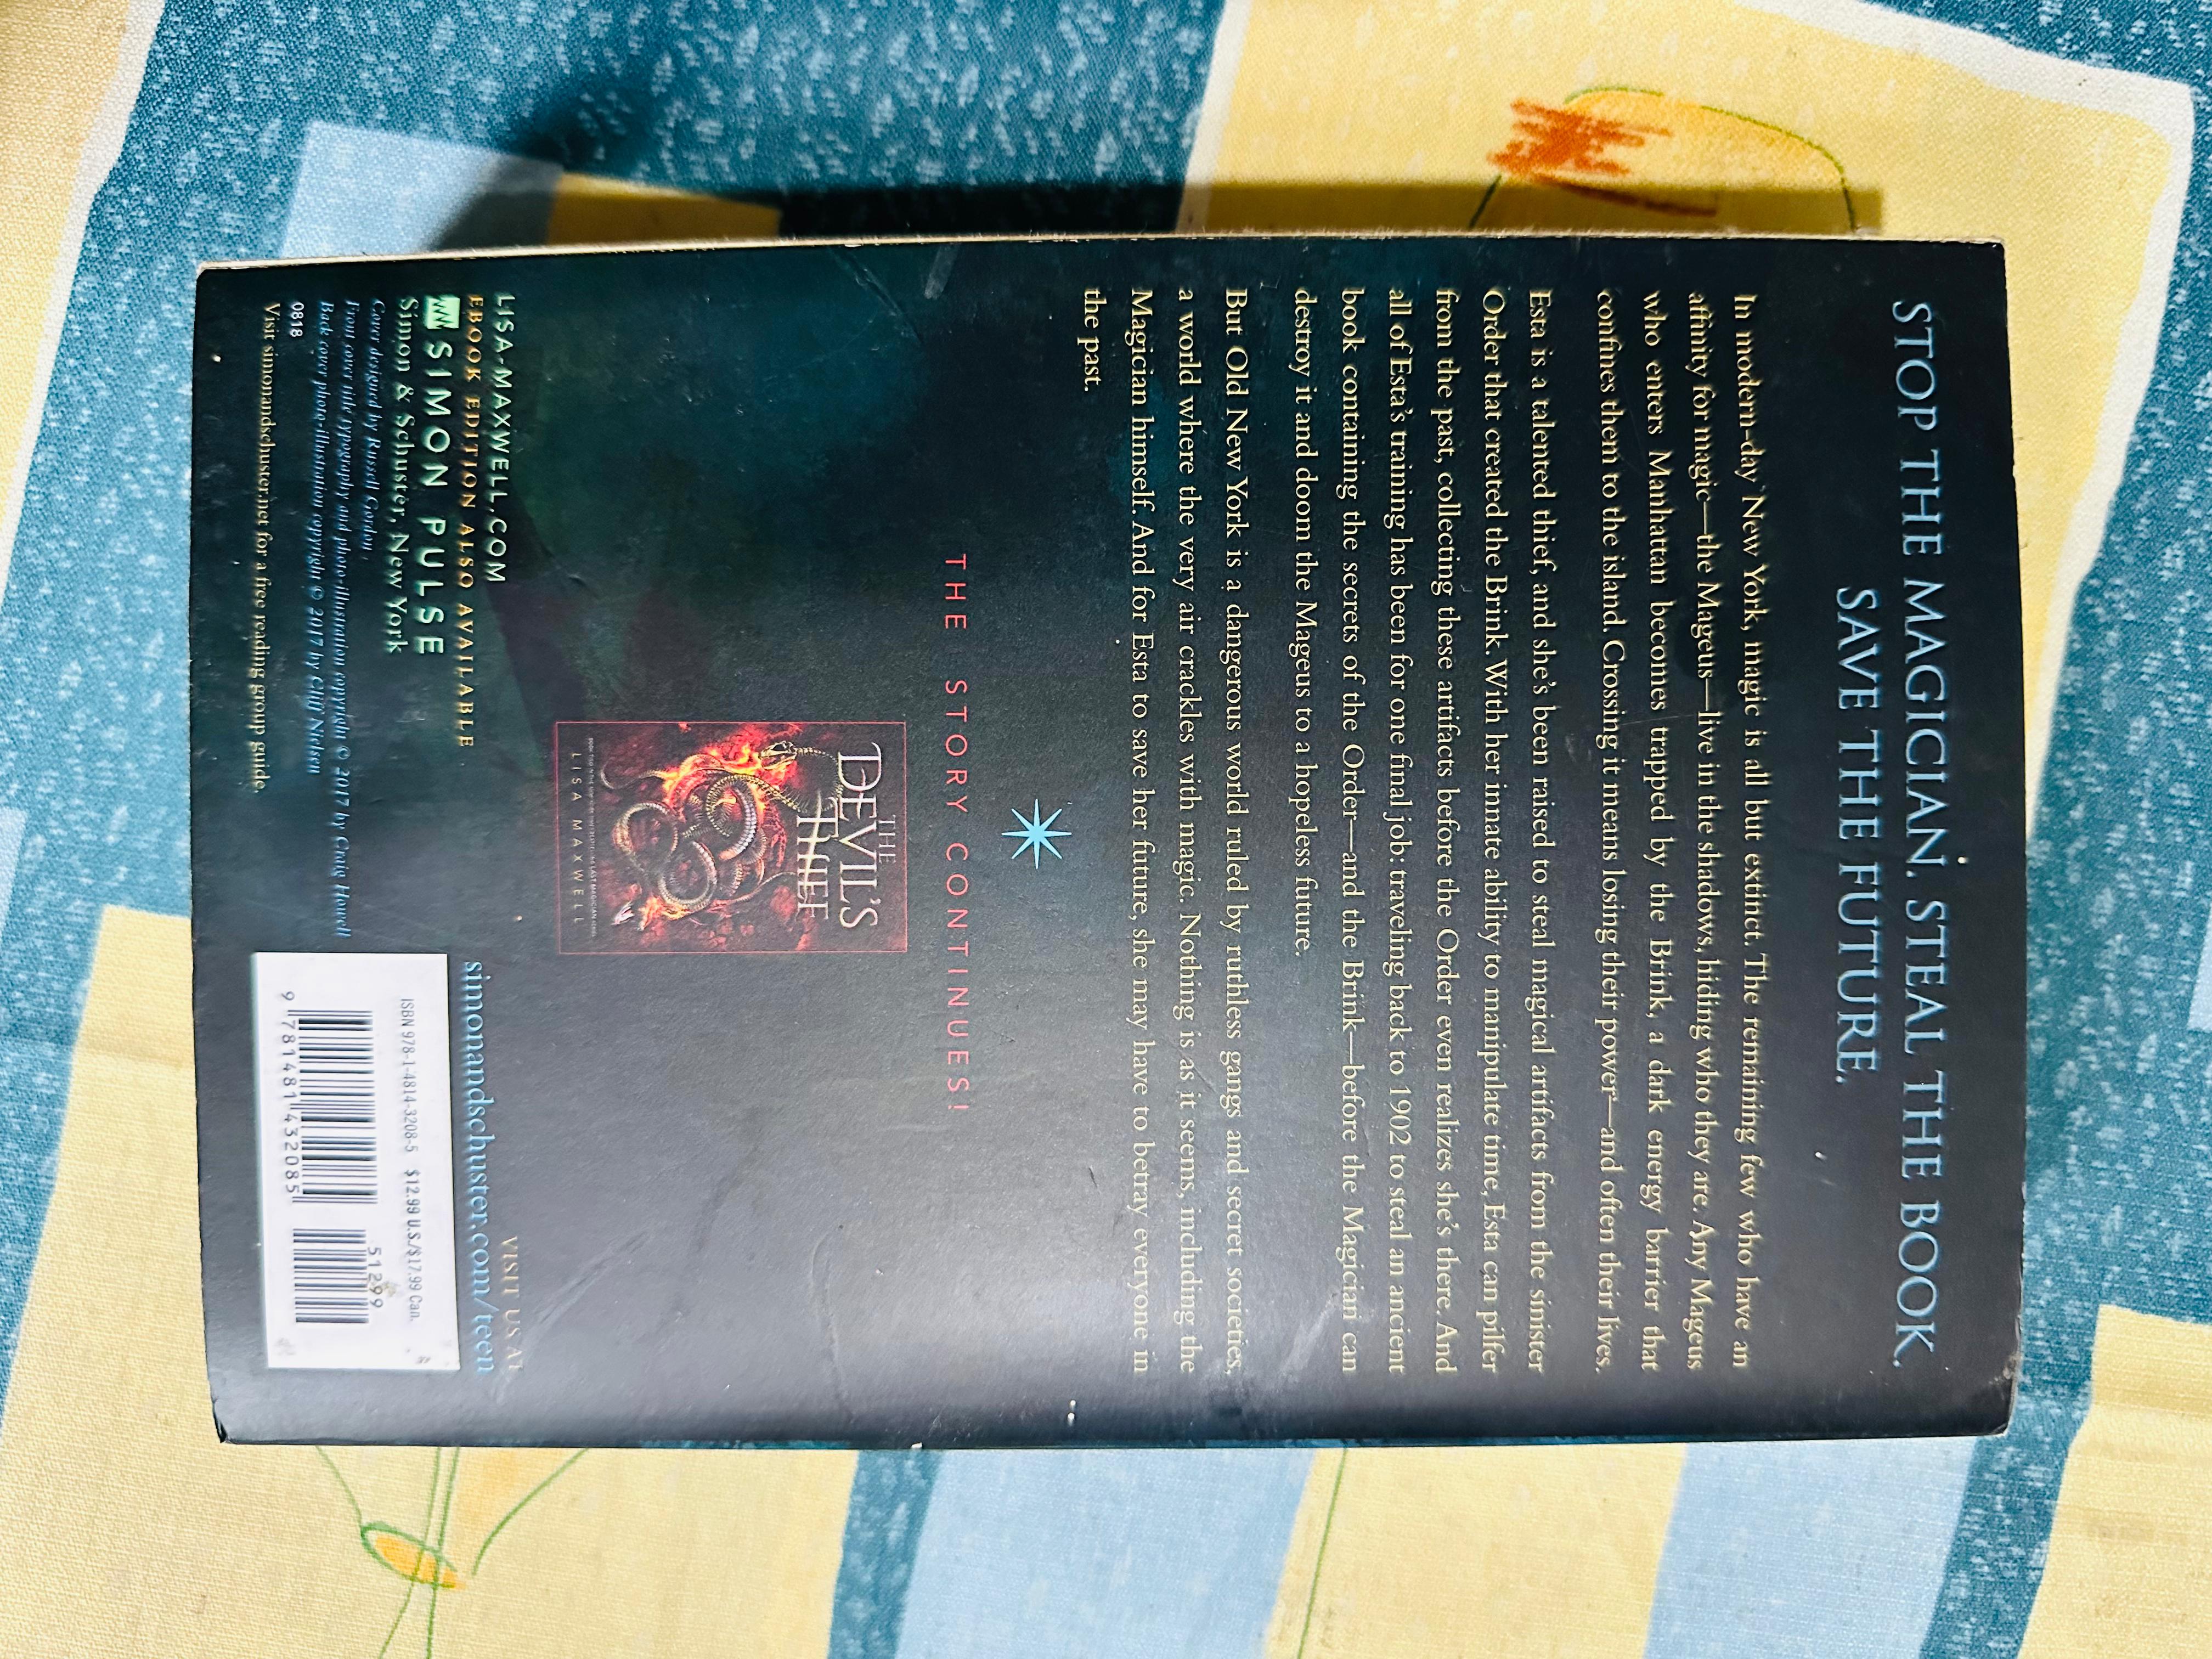 STOP THE MAGICIAN. STEAL THE BOOK.
SAVE THE FUTURE.
In modern-day New York, magic is all but extinct. The remaining few who have an
affinity for magic—the Mageus—live in the shadows, hiding who they are. Any Mageus
who enters Manhattan becomes trapped by the Brink, a dark energy barrier that
confines them to the island. Crossing it means losing their power—and often their lives.
Esta is a talented thief, and she's been raised to steal magical artifacts from the sinister
Order that created the Brink. With her innate ability to manipulate time, Esta can pilfer
from the past, collecting these artifacts before the Order even realizes she's there. And
all of Esta's training has been for one final job: traveling back to 1902 to steal an ancient
book containing the secrets of the Order—and the Brink—before the Magician can
destroy it and doom the Mageus to a hopeless future.
But Old New York is a dangerous world ruled by ruthless gangs and secret societies,
a world where the very air crackles with magic. Nothing is as it seems, including the
Magician himself. And for Esta to save her future, she may have to betray everyone in
the past.
THE STORY CONTINUES!
THE
DEVIL'S
THIEF
BOOK TWO IN THE NEW YORK TIMES BESTSELLING LAST MAGICIAN SERIES
LISA MAXWELL
LISA-MAXWELL.COM
EBOOK EDITION ALSO AVAILABLE
SIMON PULSE
Simon & Schuster, New York
Cover designed by Russell Gordon
Front cover title typography and photo-illustration copyright © 2017 by Craig Howell
Back cover photo-illustration copyright © 2017 by Cliff Nielsen
0818
Visit simonandschuster.net for a free reading group guide.
VISIT US AT
simonandschuster.com/teen
ISBN 978-1-4814-3208-5 $12.99 U.S./$17.99 Can.
51299
9 781481 432085